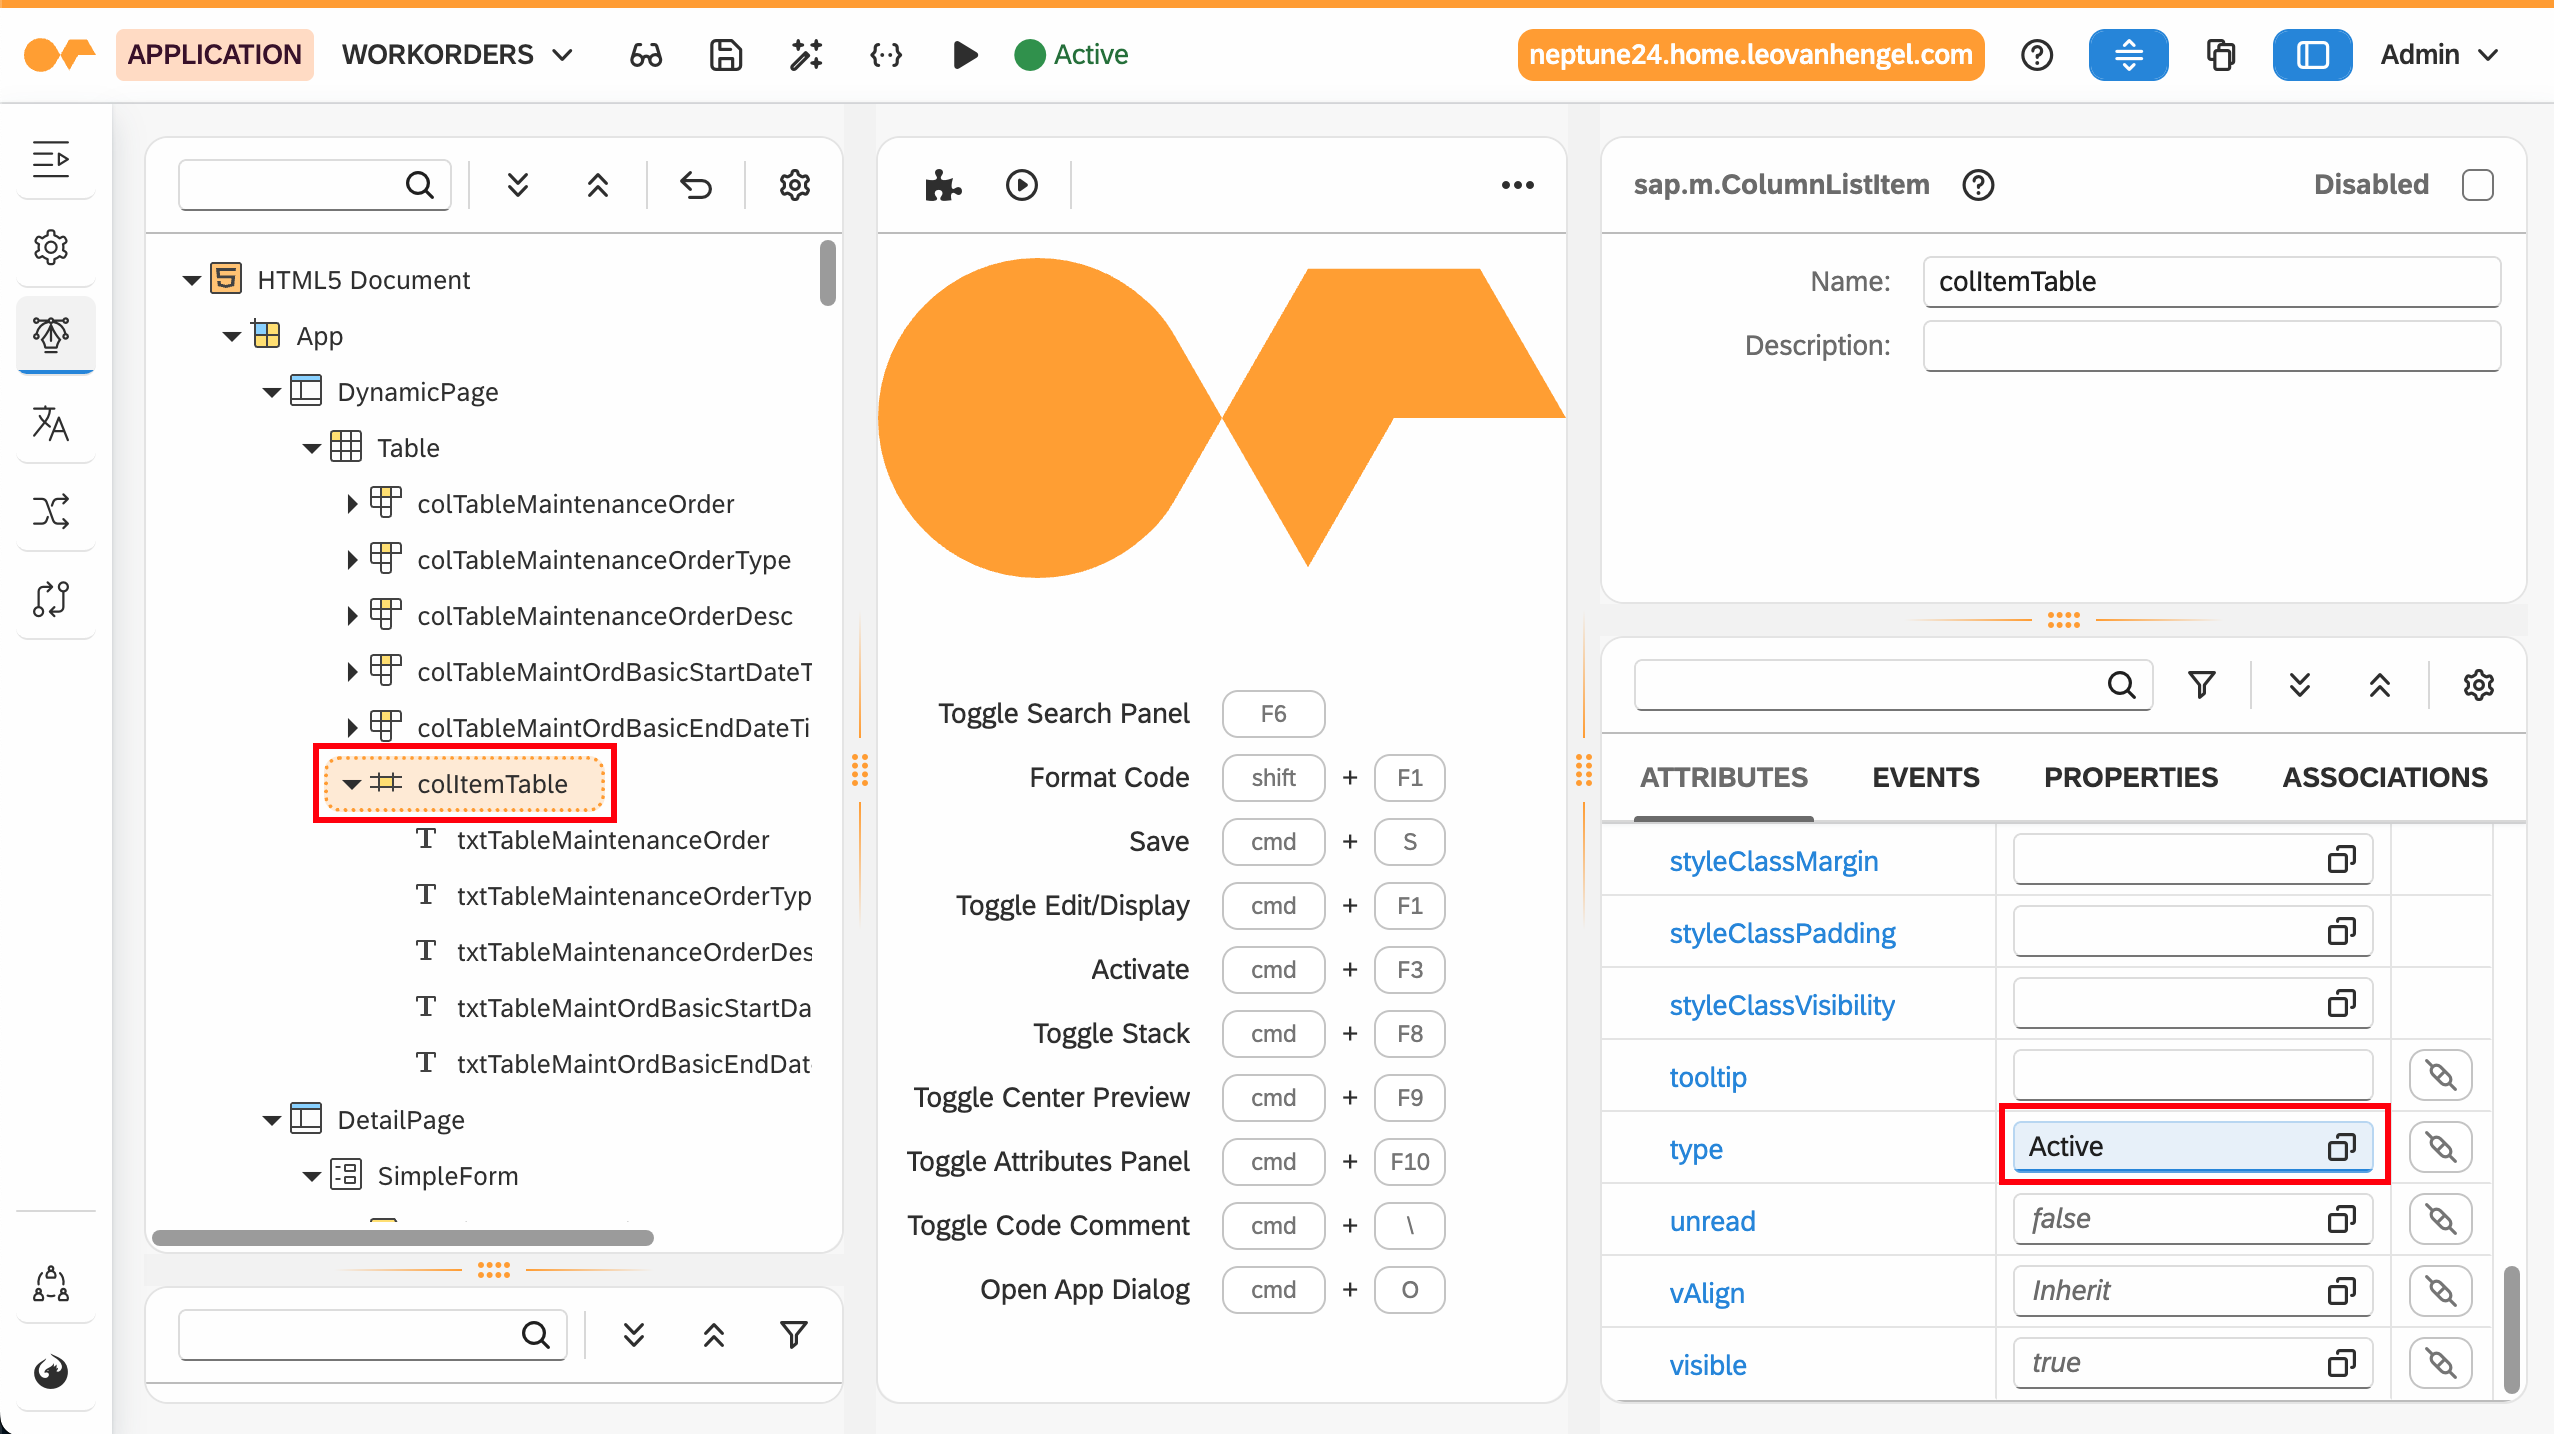 APPLICATION WORKORDERS Active neptune24.home.leovanhengel.com Admin
HTML5 Document
App
DynamicPage
Table
colTableMaintenanceOrder
colTableMaintenanceOrderType
colTableMaintenanceOrderDesc
colTableMaintOrdBasicStartDateT
colTableMaintOrdBasicEndDateTi
colItemTable
txtTableMaintenanceOrder
txtTableMaintenanceOrderTyp
txtTableMaintenanceOrderDes
txtTableMaintOrdBasicStartDa
txtTableMaintOrdBasicEndDat
DetailPage
SimpleForm
Toggle Search Panel F6
Format Code shift + F1
Save cmd + S
Toggle Edit/Display cmd + F1
Activate cmd + F3
Toggle Stack cmd + F8
Toggle Center Preview cmd + F9
Toggle Attributes Panel cmd + F10
Toggle Code Comment cmd + \
Open App Dialog cmd + O
sap.m.ColumnListItem Disabled
Name: colItemTable
Description:
ATTRIBUTES EVENTS PROPERTIES ASSOCIATIONS
styleClassMargin
styleClassPadding
styleClassVisibility
tooltip
type Active
unread false
vAlign Inherit
visible true